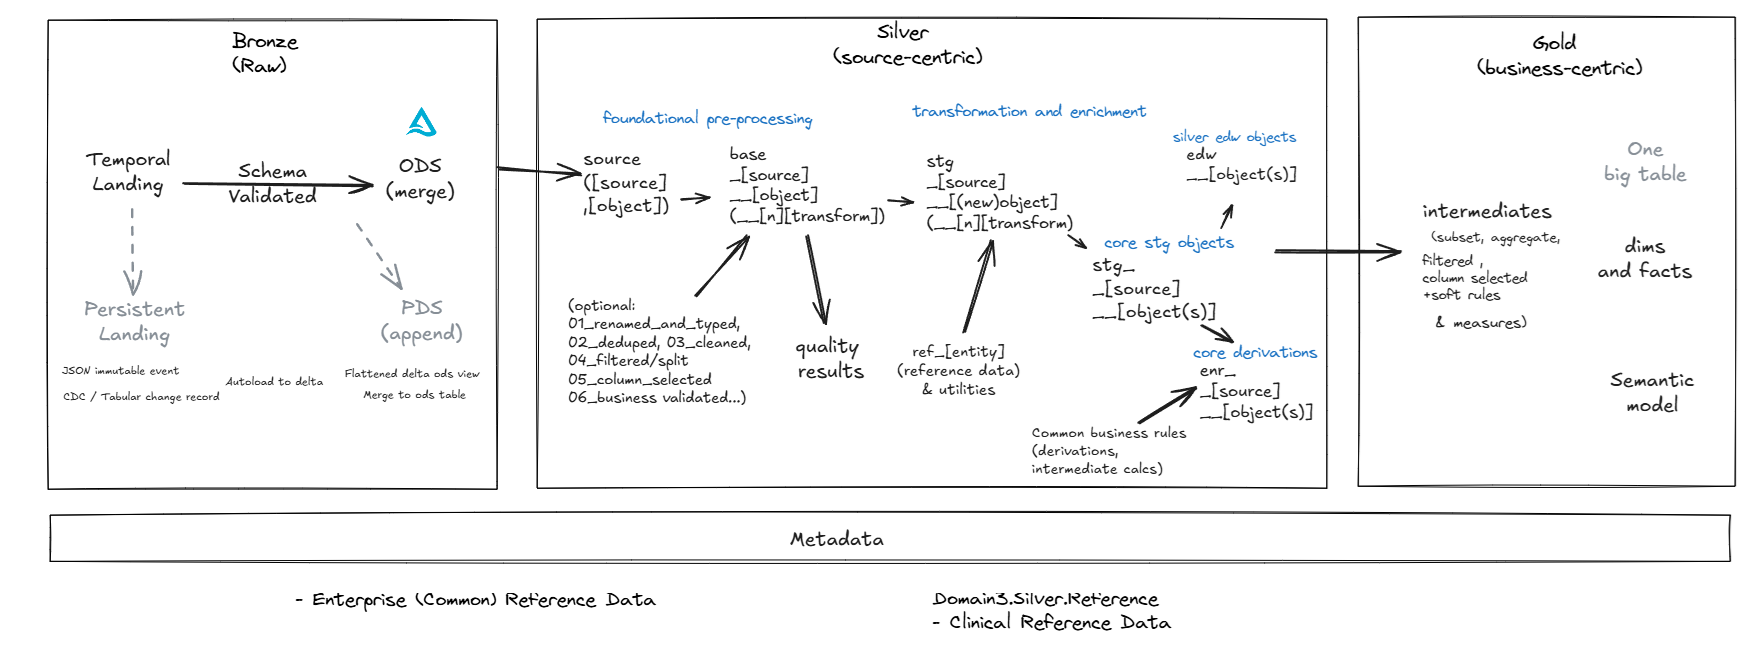 Bronze
(Raw)
Temporal
Landing
Schema
Validated
ODS
(merge)
Persistent
Landing
PDS
(append)
JSON immutable event
CDC / Tabular change record
Autoload to delta
Flattened delta ods view
Merge to ods table
Silver
(source-centric)
foundational pre-processing
source
([source]
,[object])
base
_[source]
__[object]
(__[n][transform])
(optional:
01_renamed_and_typed,
02_deduped, 03_cleaned,
04_filtered/split
05_column_selected
06_business validated...)
quality
results
transformation and enrichment
stg
_[source]
__[(new)object]
(__[n][transform)
ref_[entity]
(reference data)
& utilities
silver edw objects
edw
__[object(s)]
core stg objects
stg_
_[source]
__[object(s)]
core derivations
enr_
_[source]
__[object(s)]
Common business rules
(derivations,
intermediate calcs)
Gold
(business-centric)
intermediates
(subset, aggregate,
filtered ,
column selected
+soft rules
& measures)
One
big table
dims
and facts
Semantic
model
Metadata
- Enterprise (Common) Reference Data
Domain3.Silver.Reference
- Clinical Reference Data